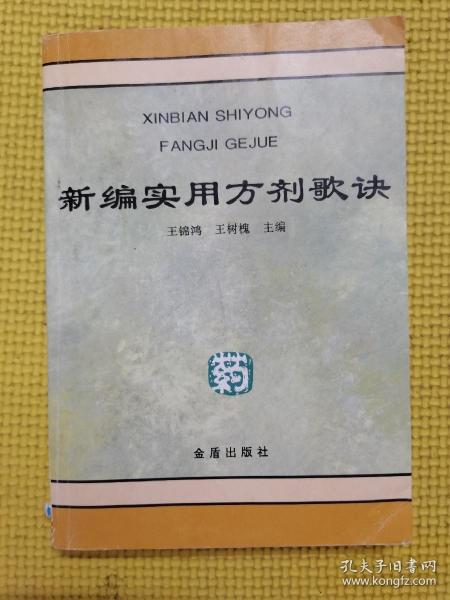 XINBIAN SHIYONG
FANGJI GEJUE
新编实用方剂歌诀
王锦鸿 王树槐 主编
药
金盾出版社
孔夫子旧书网
www.kongfz.com